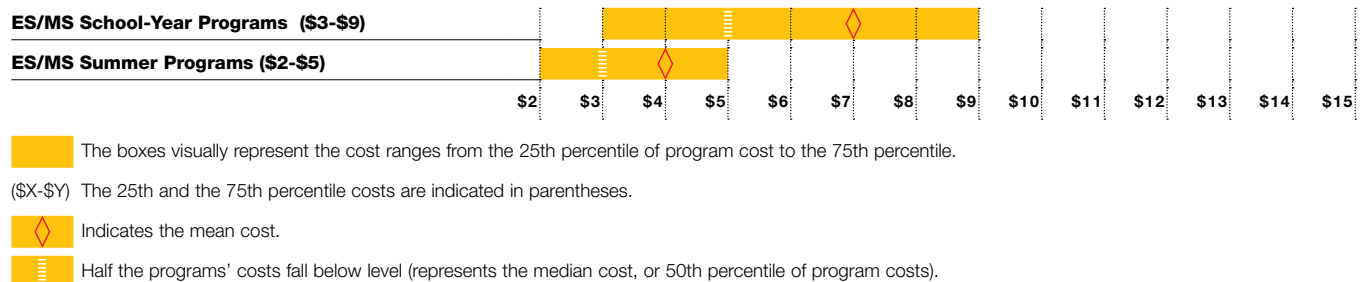 ES/MS School-Year Programs ($3-$9)
ES/MS Summer Programs ($2-$5)
$2 $3 $4 $5 $6 $7 $8 $9 $10 $11 $12 $13 $14 $15
The boxes visually represent the cost ranges from the 25th percentile of program cost to the 75th percentile.
($X-$Y) The 25th and the 75th percentile costs are indicated in parentheses.
Indicates the mean cost.
Half the programs’ costs fall below level (represents the median cost, or 50th percentile of program costs).